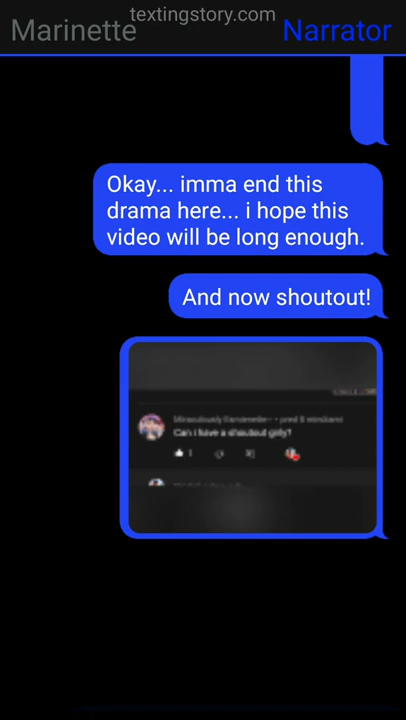 textingstory.com
Marinette
Narrator
Okay... imma end this
drama here... i hope this
video will be long enough.
And now shoutout!
Can i have a shoutout girly?